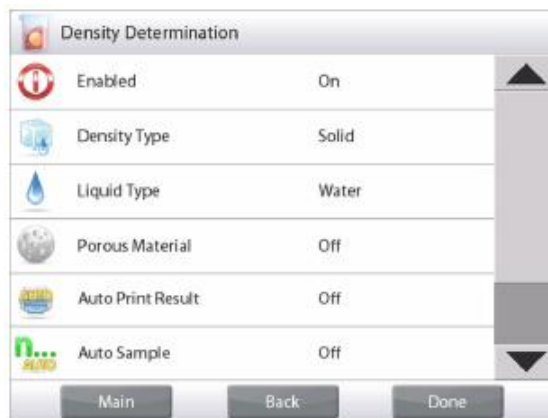 Density Determination
Enabled On
Density Type Solid
Liquid Type Water
Porous Material Off
Auto Print Result Off
n... AUTO Auto Sample Off
Main Back Done